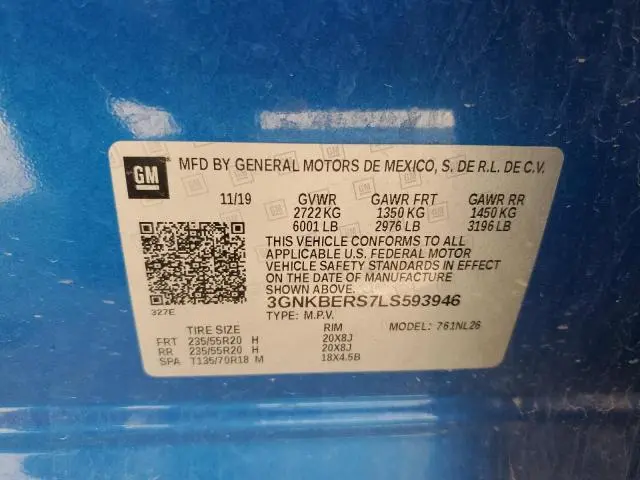 GM
MFD BY GENERAL MOTORS DE MEXICO, S. DE R.L. DE C.V.
11/19 GVWR GAWR FRT GAWR RR
2722 KG 1350 KG 1450 KG
6001 LB 2976 LB 3196 LB
THIS VEHICLE CONFORMS TO ALL
APPLICABLE U.S. FEDERAL MOTOR
VEHICLE SAFETY STANDARDS IN EFFECT
ON THE DATE OF MANUFACTURE
SHOWN ABOVE.
327E 3GNKBERS7LS593946
TYPE: M.P.V. MODEL: 761NL26
TIRE SIZE RIM
FRT 235/55R20 H 20X8J
RR 235/55R20 H 20X8J
SPA T135/70R18 M 18X4.5B